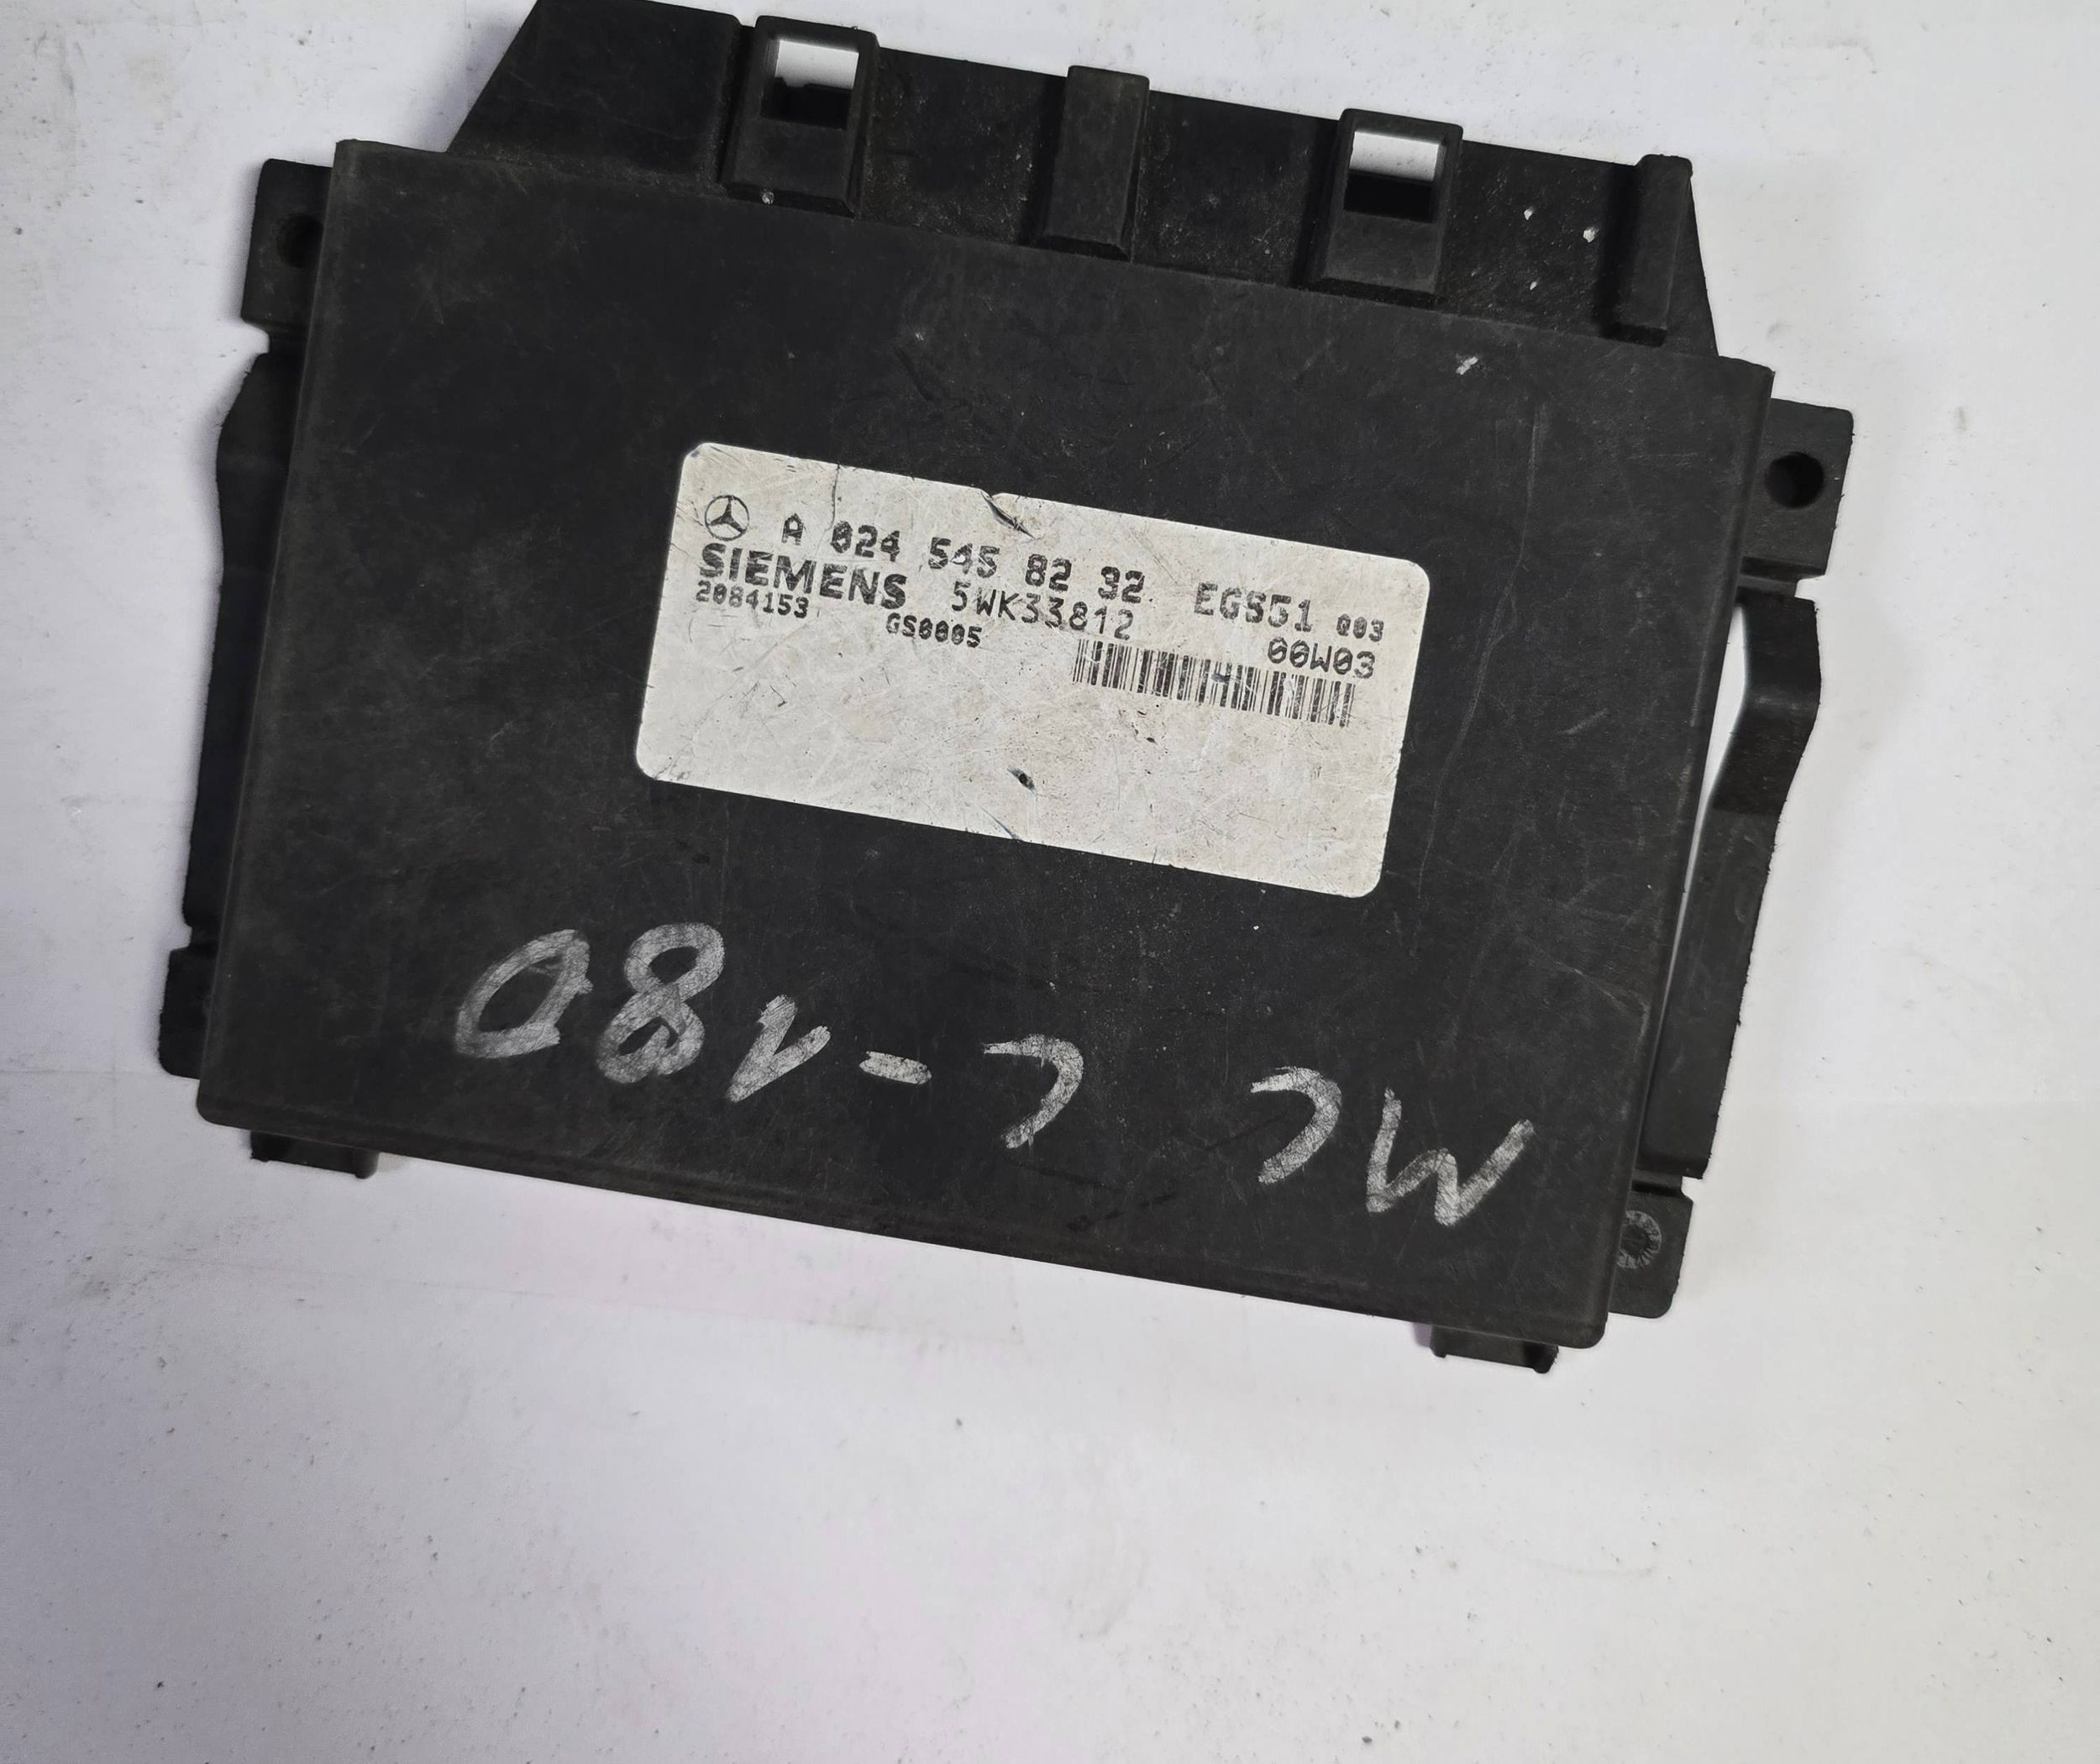 A 024 545 82 32 EGS51 003
SIEMENS 5WK33812 00W03
2084153 GS0005
MC C-180